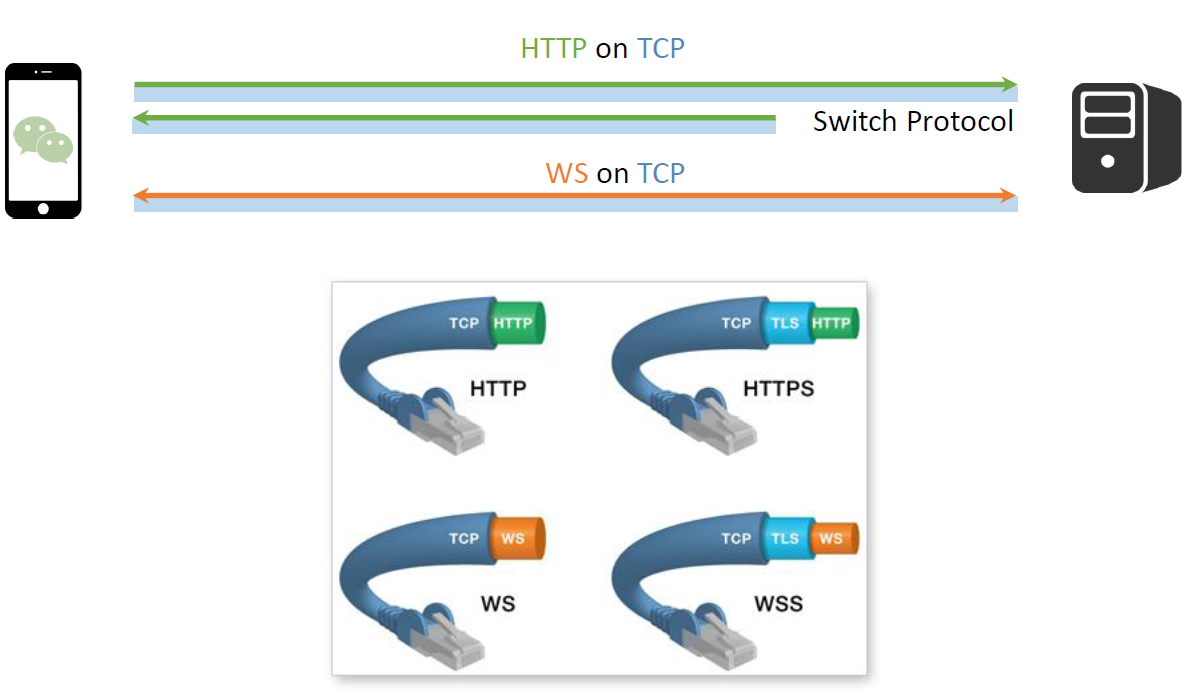 HTTP on TCP
Switch Protocol
WS on TCP
TCP HTTP
HTTP
TCP TLS HTTP
HTTPS
TCP WS
WS
TCP TLS WS
WSS